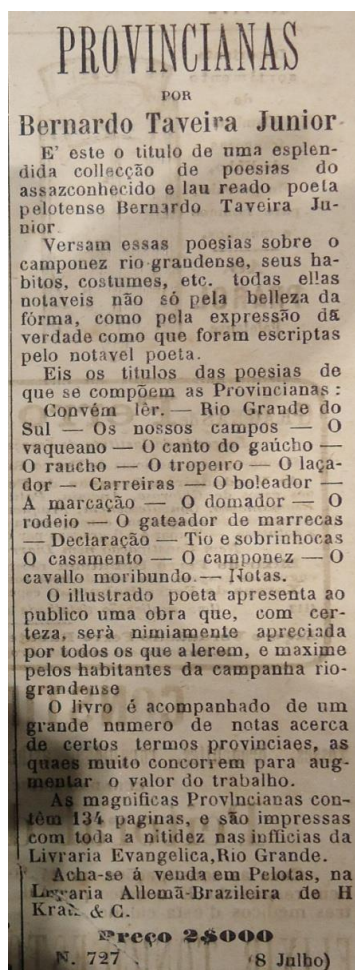 PROVINCIANAS
POR
Bernardo Taveira Junior
E' este o titulo de uma esplen-
dida collecção de poesias do
assazconhecido e lau reado poeta
pelotense Bernardo Taveira Ju-
nior
Versam essas poesias sobre o
camponez rio-grandense, seus ha-
bitos, costumes, etc. todas ellas
notaveis não só pela belleza da
fórma, como pela expressão da
verdade como que foram escriptas
pelo notavel poeta.
Eis os titulos das poesias de
que se compõem as Provincianas :
Convém lêr. — Rio Grande do
Sul — Os nossos campos — O
vaqueano — O canto do gaúcho —
O rancho — O tropeiro — O laça-
dor — Carreiras — O boleador —
A marcação — O domador — O
rodeio — O gateador de marrecas
— Declaração — Tio e sobrinhocas
O casamento — O camponez — O
cavallo moribundo.— Notas.
O illustrado poeta apresenta ao
publico uma obra que, com cer-
teza, será nimiamente apreciada
por todos os que alerem, e maxime
pelos habitantes da campanha rio-
grandense
O livro é acompanhado de um
grande numero de notas acerca
de certos termos provinciaes, as
quaes muito concorrem para aug-
mentar o valor do trabalho.
As magnificas Provincianas con-
têm 134 paginas, e são impressas
com toda a nitidez nas infficias da
Livraria Evangelica, Rio Grande.
Acha-se á venda em Pelotas, na
Livraria Allemã-Brazileira de H
& C.
Preço 2$000
N. 727 (8 Julho)